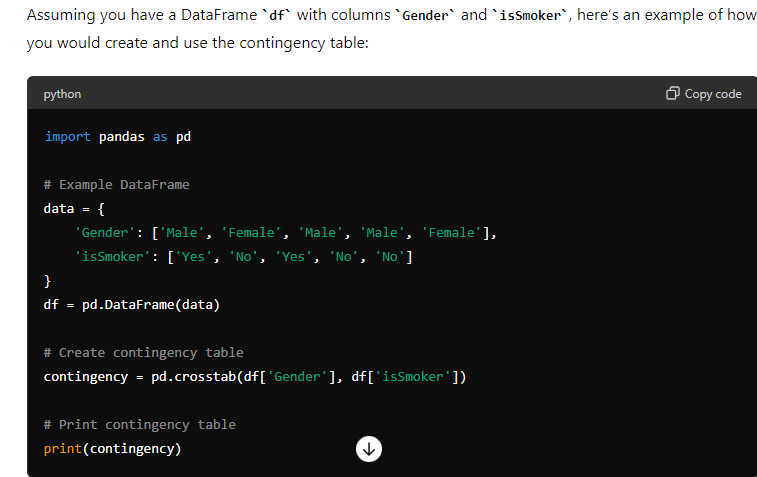 Assuming you have a DataFrame `df` with columns `Gender` and `isSmoker`, here's an example of how
you would create and use the contingency table:
python
Copy code
import pandas as pd
# Example DataFrame
data = {
    'Gender': ['Male', 'Female', 'Male', 'Male', 'Female'],
    'isSmoker': ['Yes', 'No', 'Yes', 'No', 'No']
}
df = pd.DataFrame(data)
# Create contingency table
contingency = pd.crosstab(df['Gender'], df['isSmoker'])
# Print contingency table
print(contingency)